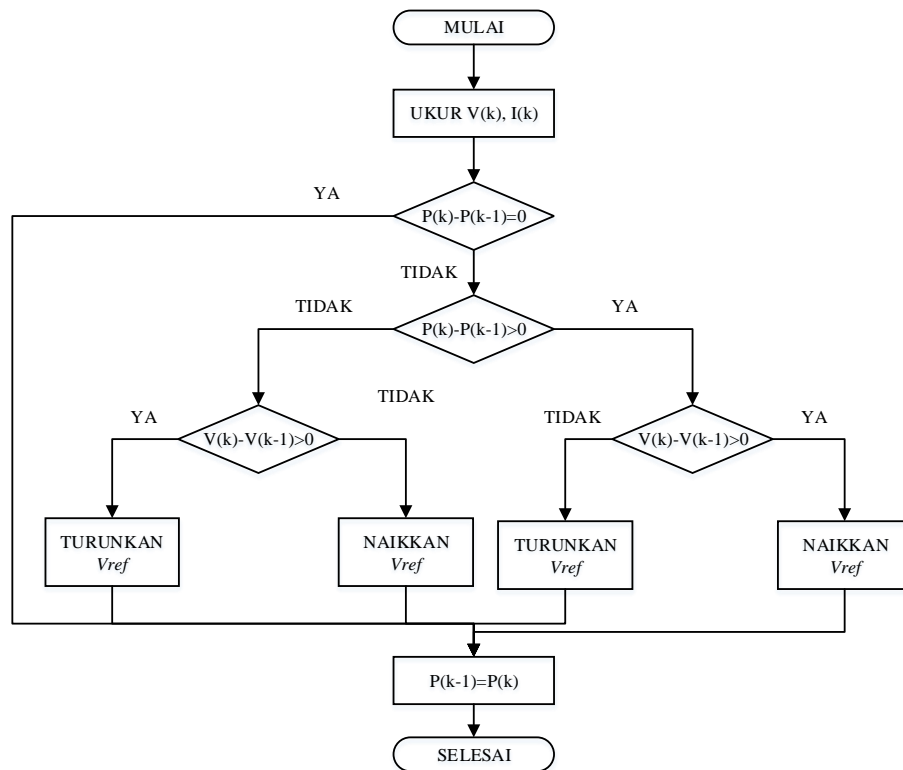 MULAI
UKUR V(k), I(k)
YA
P(k)-P(k-1)=0
TIDAK
TIDAK
YA
P(k)-P(k-1)>0
YA
TIDAK
TIDAK
YA
V(k)-V(k-1)>0
V(k)-V(k-1)>0
TURUNKAN
Vref
NAIKKAN
Vref
TURUNKAN
Vref
NAIKKAN
Vref
P(k-1)=P(k)
SELESAI